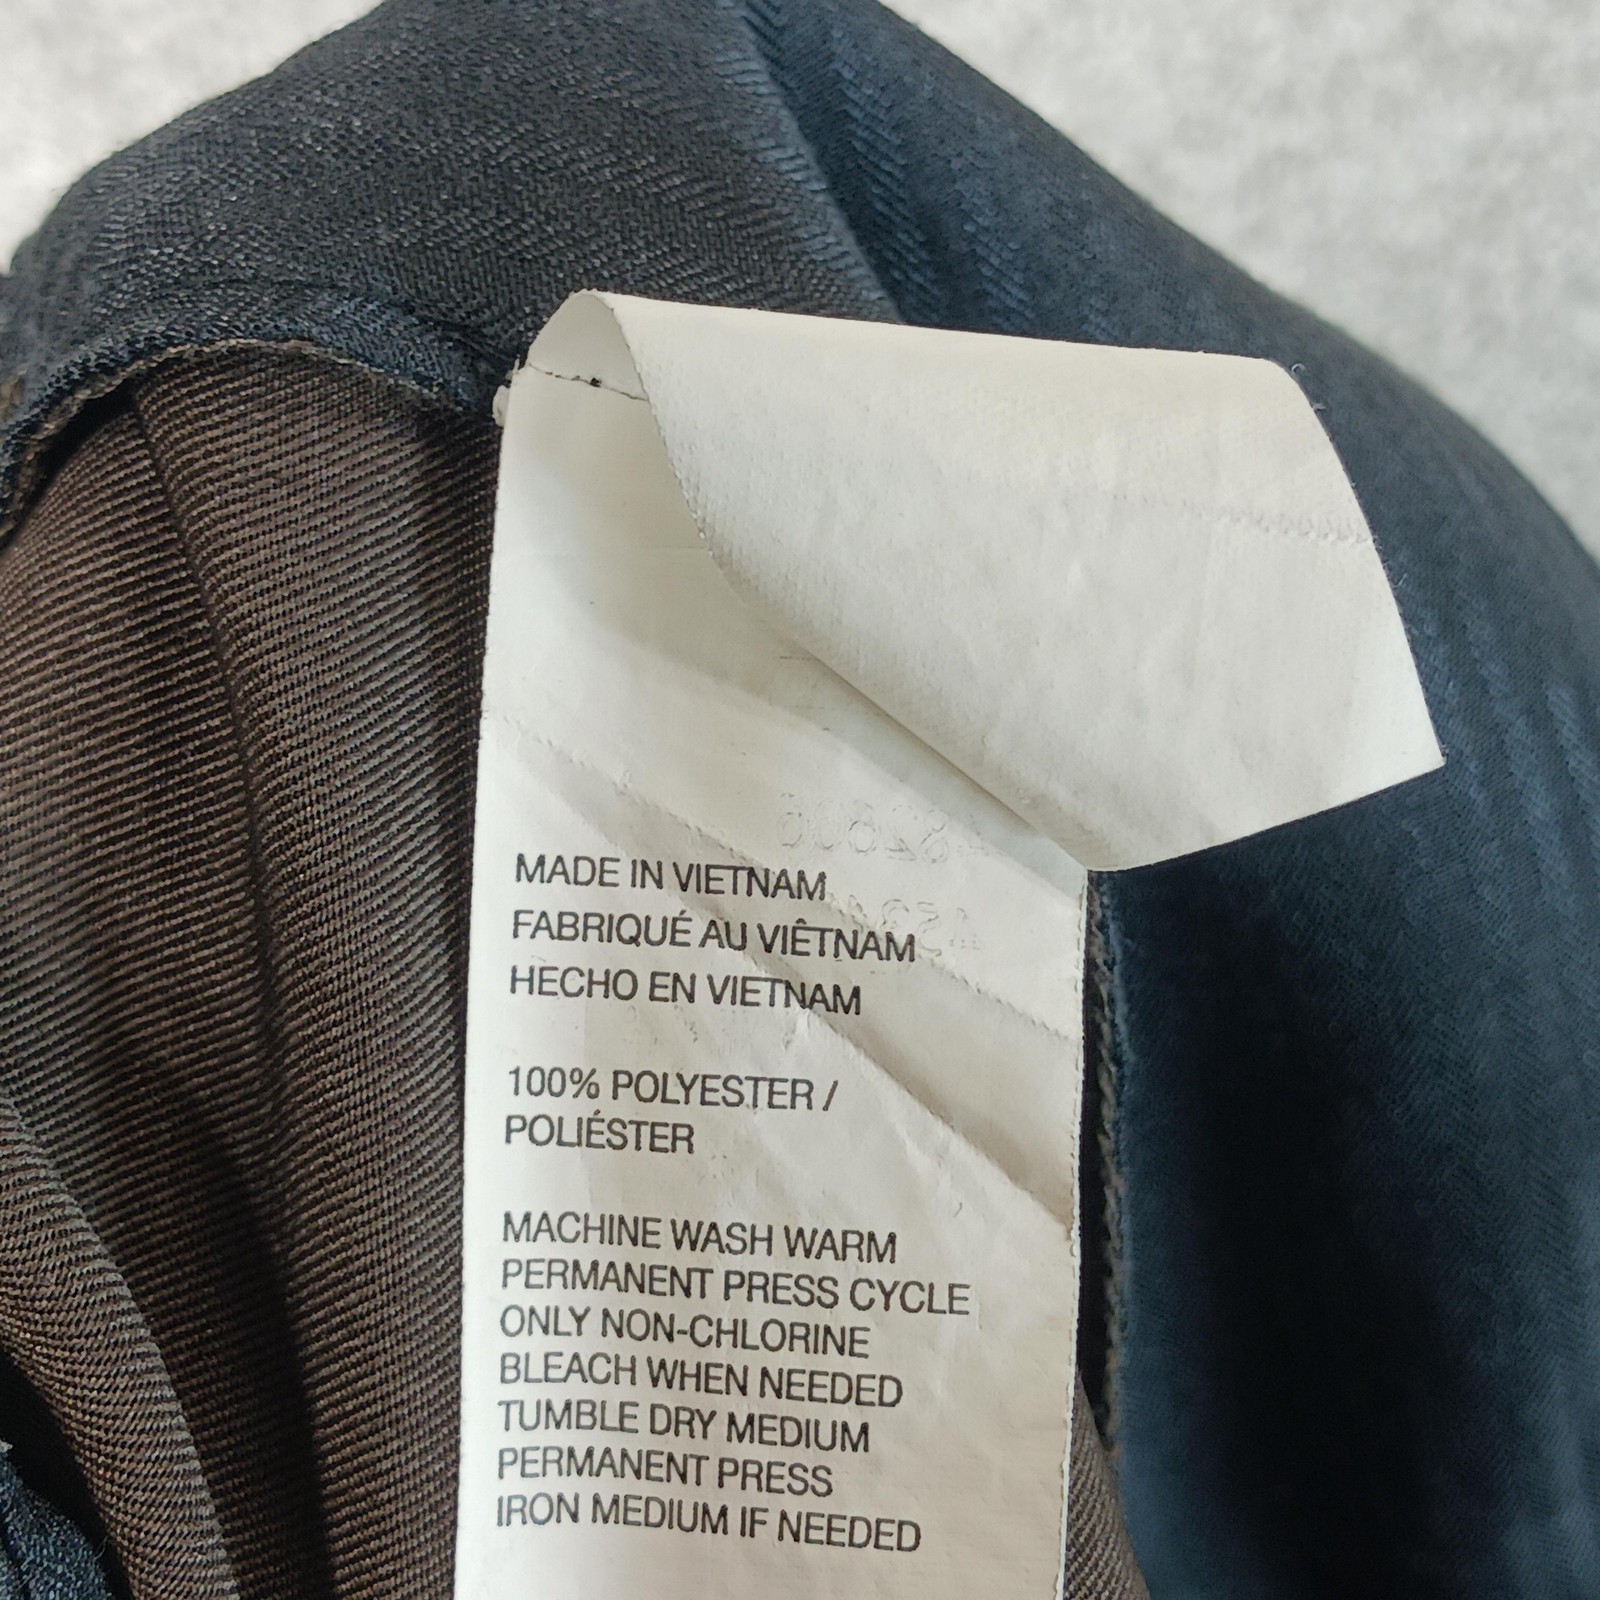 MADE IN VIETNAM
FABRIQUÉ AU VIÊTNAM
HECHO EN VIETNAM
100% POLYESTER /
POLIÉSTER
MACHINE WASH WARM
PERMANENT PRESS CYCLE
ONLY NON-CHLORINE
BLEACH WHEN NEEDED
TUMBLE DRY MEDIUM
PERMANENT PRESS
IRON MEDIUM IF NEEDED